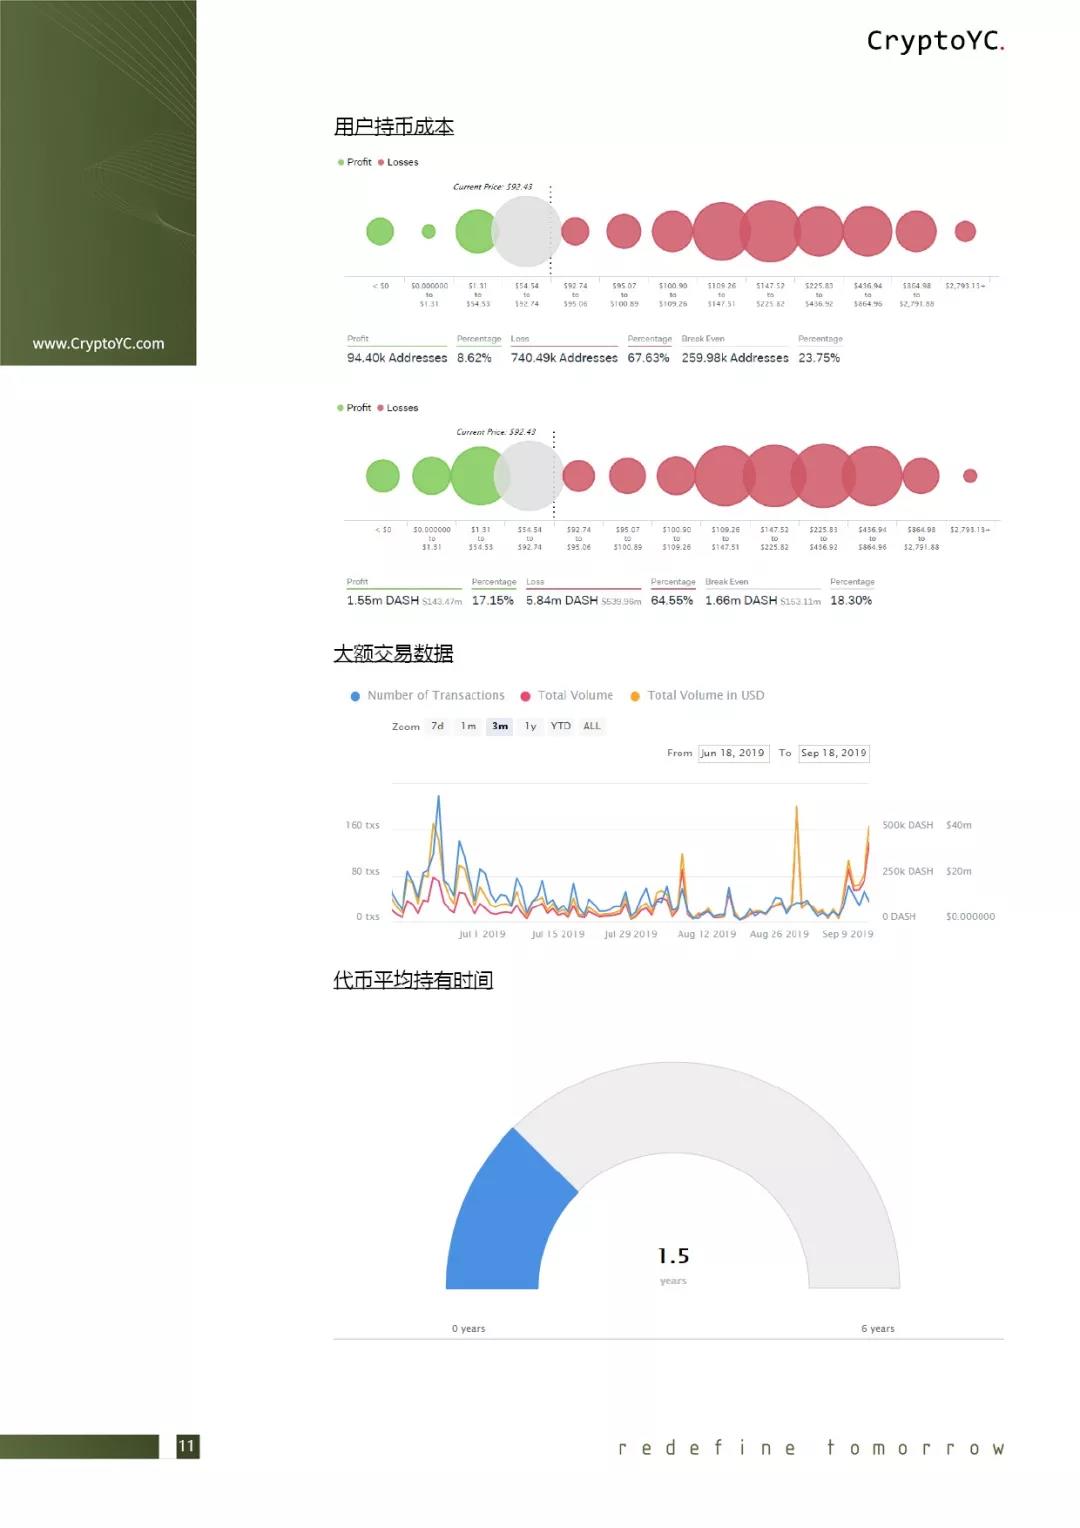 CryptoYC.
www.CryptoYC.com
用户持币成本
Profit Losses
Current Price: $92.43
< $0 $0.000000 to $1.31 $1.31 to $54.53 $54.54 to $92.74 $92.74 to $95.06 $95.07 to $100.89 $100.90 to $109.26 $109.26 to $147.51 $147.52 to $225.82 $225.83 to $436.92 $436.94 to $864.96 $864.98 to $2,791.88 $2,793.13+
Profit Percentage Loss Percentage Break Even Percentage
94.40k Addresses 8.62% 740.49k Addresses 67.63% 259.98k Addresses 23.75%
Profit Losses
Current Price: $92.43
< $0 $0.000000 to $1.31 $1.31 to $54.53 $54.54 to $92.74 $92.74 to $95.06 $95.07 to $100.89 $100.90 to $109.26 $109.26 to $147.51 $147.52 to $225.82 $225.83 to $436.92 $436.94 to $864.96 $864.98 to $2,791.88 $2,793.13+
Profit Percentage Loss Percentage Break Even Percentage
1.55m DASH $143.47m 17.15% 5.84m DASH $539.96m 64.55% 1.66m DASH $153.11m 18.30%
大额交易数据
Number of Transactions Total Volume Total Volume in USD
Zoom 7d 1m 3m 1y YTD ALL
From Jun 18, 2019 To Sep 18, 2019
160 txs 500k DASH $40m
80 txs 250k DASH $20m
0 txs 0 DASH $0.000000
Jul 1 2019 Jul 15 2019 Jul 29 2019 Aug 12 2019 Aug 26 2019 Sep 9 2019
代币平均持有时间
1.5
years
0 years 6 years
11
redefine tomorrow